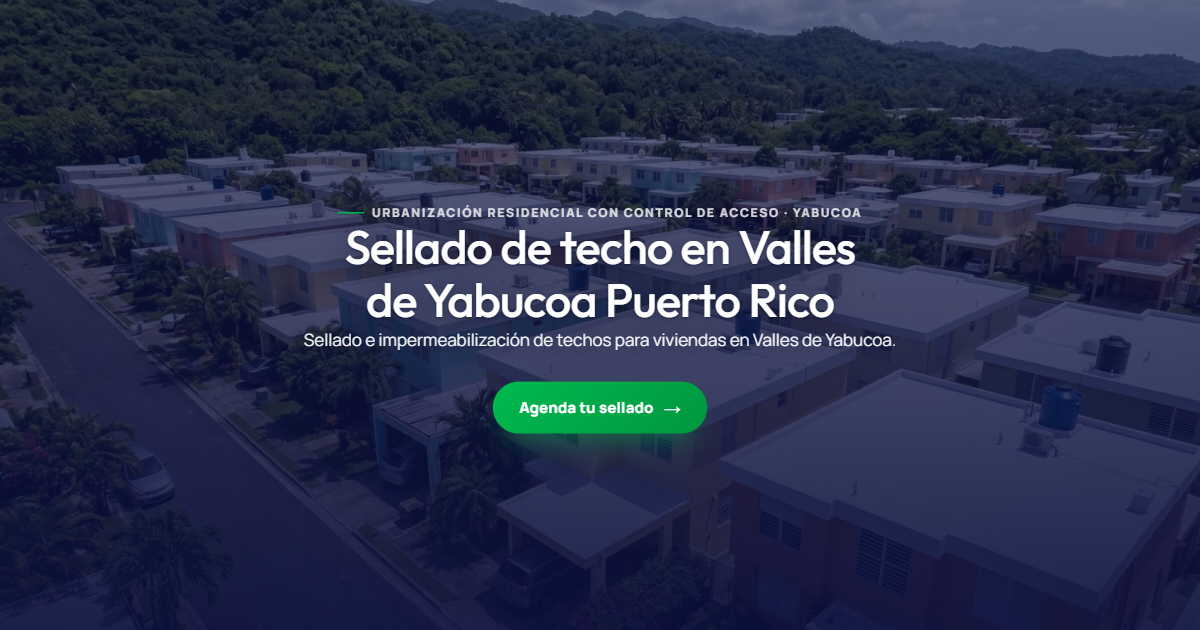 URBANIZACIÓN RESIDENCIAL CON CONTROL DE ACCESO · YABUCOA
Sellado de techo en Valles
de Yabucoa Puerto Rico
Sellado e impermeabilización de techos para viviendas en Valles de Yabucoa.
Agenda tu sellado →